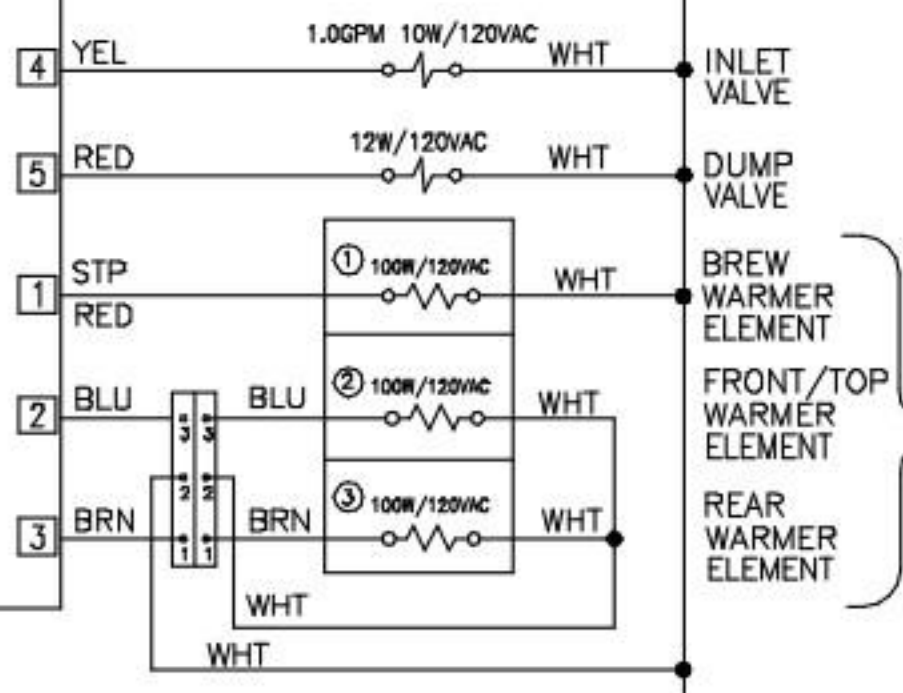 1.0GPM 10W/120VAC
4 YEL WHT INLET
VALVE
12W/120VAC
5 RED WHT DUMP
VALVE
1 STP
RED
① 100W/120VAC
WHT
BREW
WARMER
ELEMENT
2 BLU
3 3
BLU
② 100W/120VAC
WHT
FRONT/TOP
WARMER
ELEMENT
2 2
3 BRN
1 1
BRN
③ 100W/120VAC
WHT
REAR
WARMER
ELEMENT
WHT
WHT